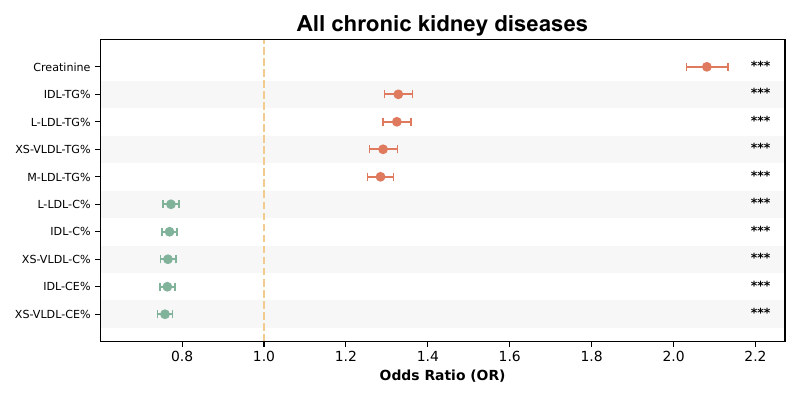 All chronic kidney diseases
Creatinine ***
IDL-TG% ***
L-LDL-TG% ***
XS-VLDL-TG% ***
M-LDL-TG% ***
L-LDL-C% ***
IDL-C% ***
XS-VLDL-C% ***
IDL-CE% ***
XS-VLDL-CE% ***
0.8 1.0 1.2 1.4 1.6 1.8 2.0 2.2
Odds Ratio (OR)